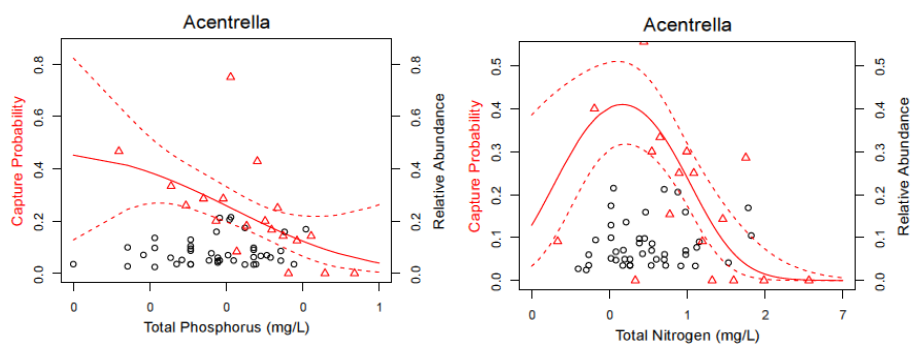 Acentrella
Capture Probability
0.0 0.2 0.4 0.6 0.8
0.0 0.2 0.4 0.6 0.8
Relative Abundance
0 0 0 0 1
Total Phosphorus (mg/L)
Acentrella
Capture Probability
0.0 0.1 0.2 0.3 0.4 0.5
0.0 0.1 0.2 0.3 0.4 0.5
Relative Abundance
0 0 1 2 7
Total Nitrogen (mg/L)